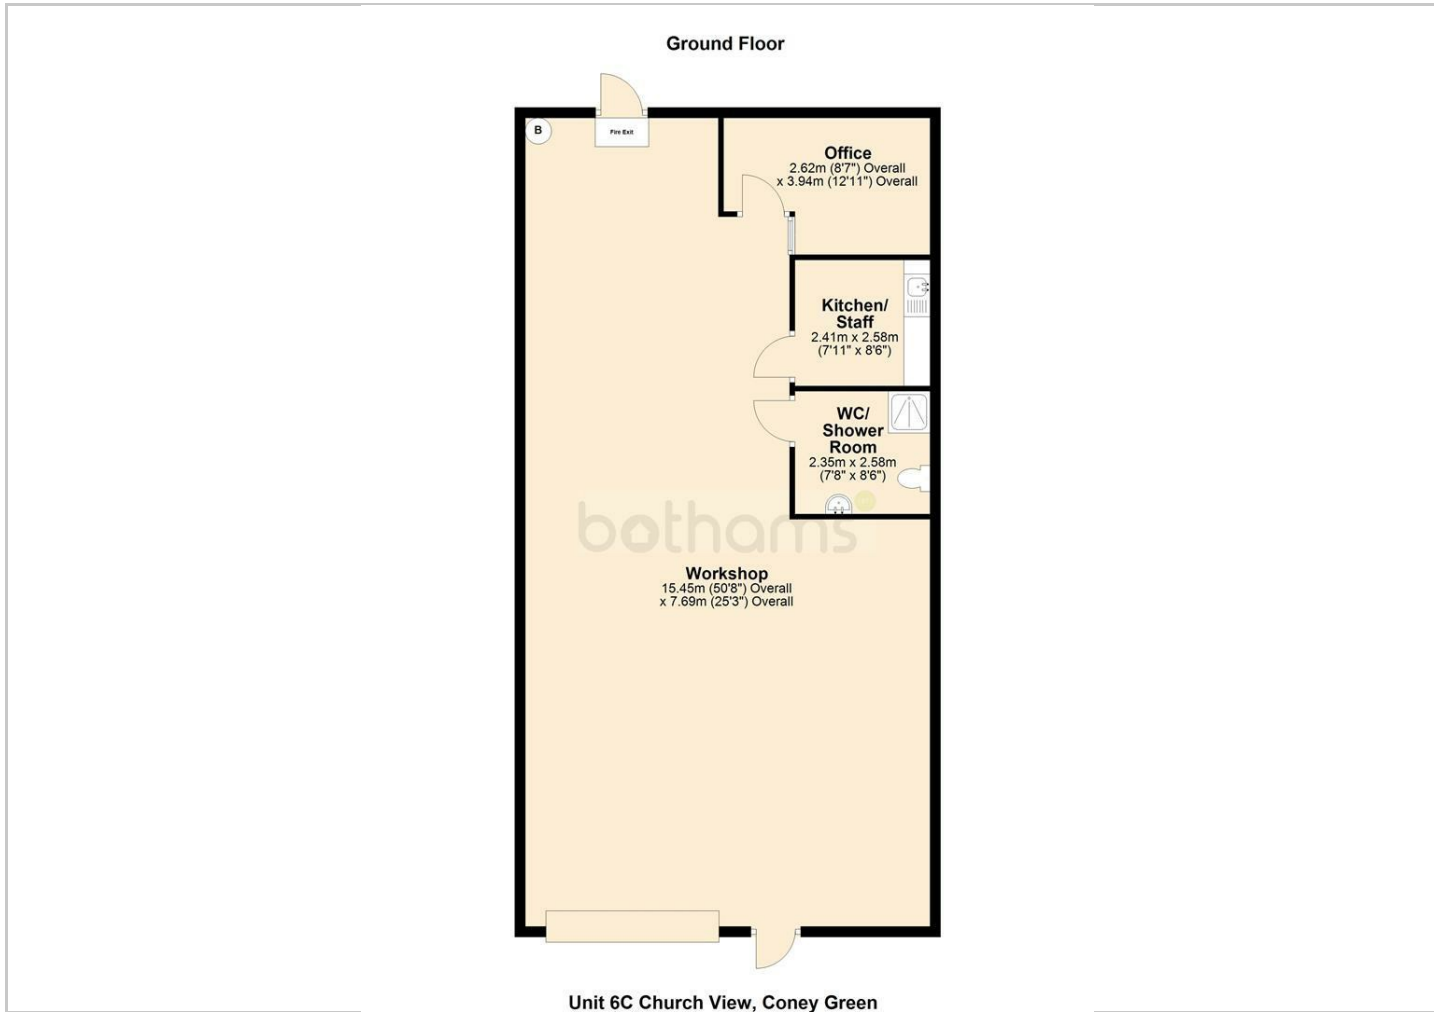 Ground Floor
B
Fire Exit
Office
2.62m (8'7") Overall
x 3.94m (12'11") Overall
Kitchen/
Staff
2.41m x 2.58m
(7'11" x 8'6")
WC/
Shower
Room
2.35m x 2.58m
(7'8" x 8'6")
bothams
Workshop
15.45m (50'8") Overall
x 7.69m (25'3") Overall
Unit 6C Church View, Coney Green